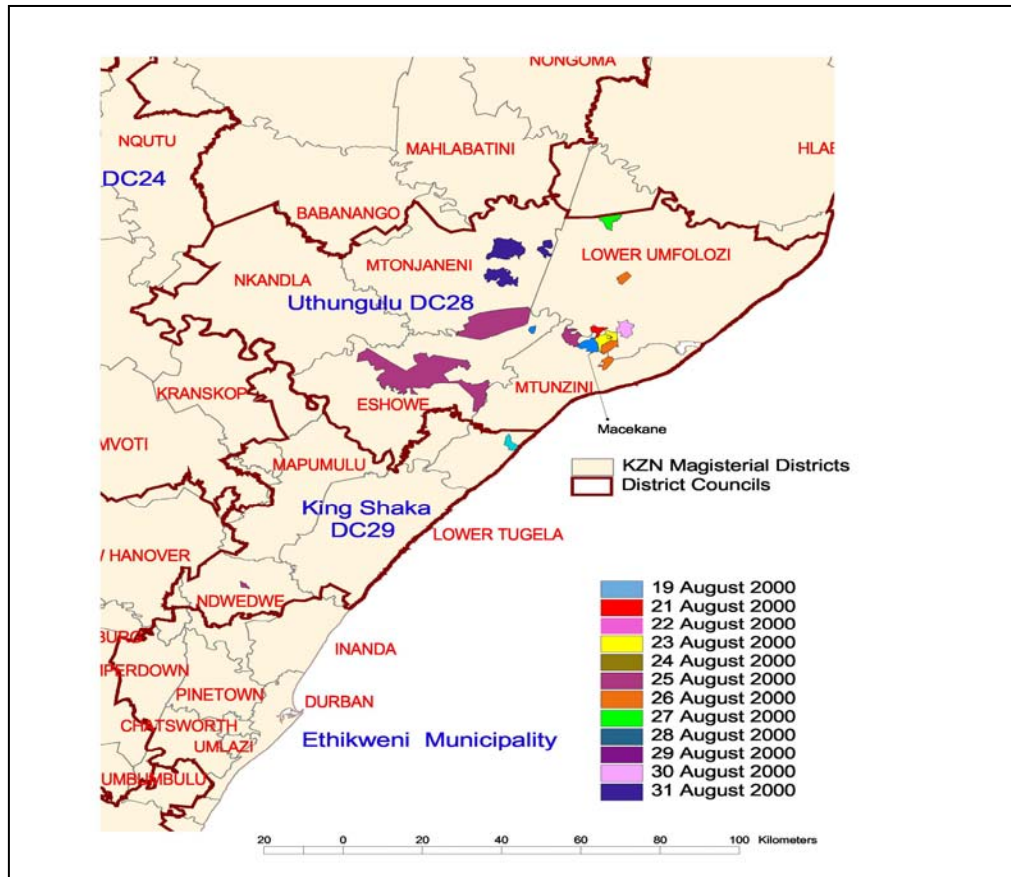 NONGOMA
NQUTU
MAHLABATINI
HLAB
DC24
BABANANGO
LOWER UMFOLOZI
MTONJANENI
NKANDLA
Uthungulu DC28
KRANSKOP
ESHOWE
MTUNZINI
Macekane
MVOTI
MAPUMULU
KZN Magisterial Districts
District Councils
King Shaka
DC29
LOWER TUGELA
HANOVER
NDWEDWE
19 August 2000
21 August 2000
22 August 2000
23 August 2000
24 August 2000
25 August 2000
26 August 2000
27 August 2000
28 August 2000
29 August 2000
30 August 2000
31 August 2000
BURG
INANDA
MPERDOWN
PINETOWN
DURBAN
CHATSWORTH
Ethikweni Municipality
UMLAZI
UMBUMBULU
20 0 20 40 60 80 100 Kilometers